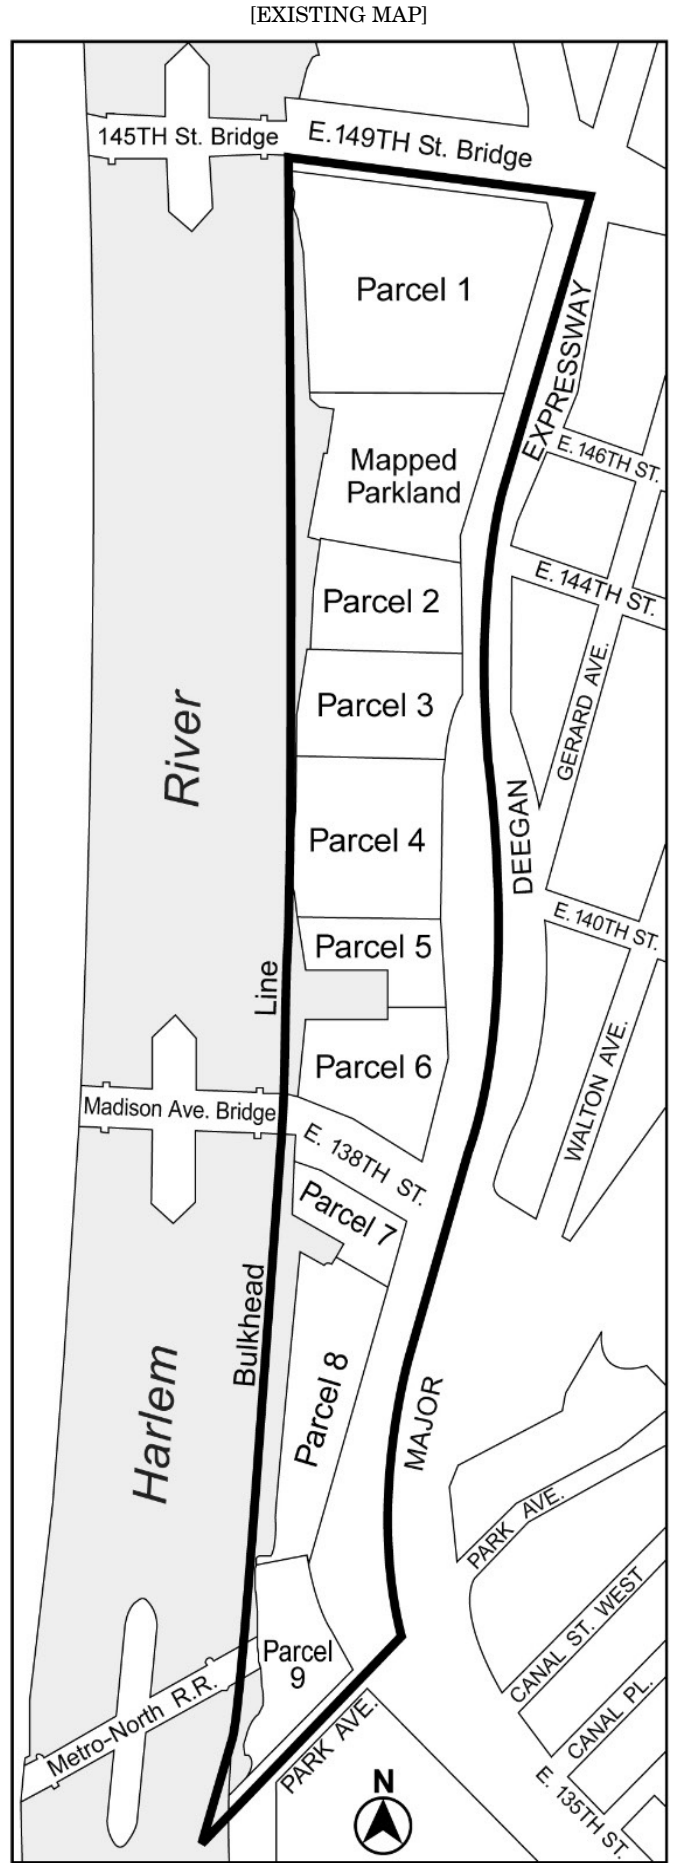 [EXISTING MAP]
145TH St. Bridge
E.149TH St. Bridge
Parcel 1
EXPRESSWAY
E. 146TH ST.
Mapped
Parkland
E. 144TH ST.
Parcel 2
GERARD AVE.
Parcel 3
River
DEEGAN
Parcel 4
E. 140TH ST.
Parcel 5
Line
WALTON AVE.
Parcel 6
Madison Ave. Bridge
E. 138TH ST.
Parcel 7
Bulkhead
Parcel 8
Harlem
MAJOR
PARK AVE.
CANAL ST. WEST
Parcel
9
CANAL PL.
Metro-North R.R.
PARK AVE.
E. 135TH ST.
N